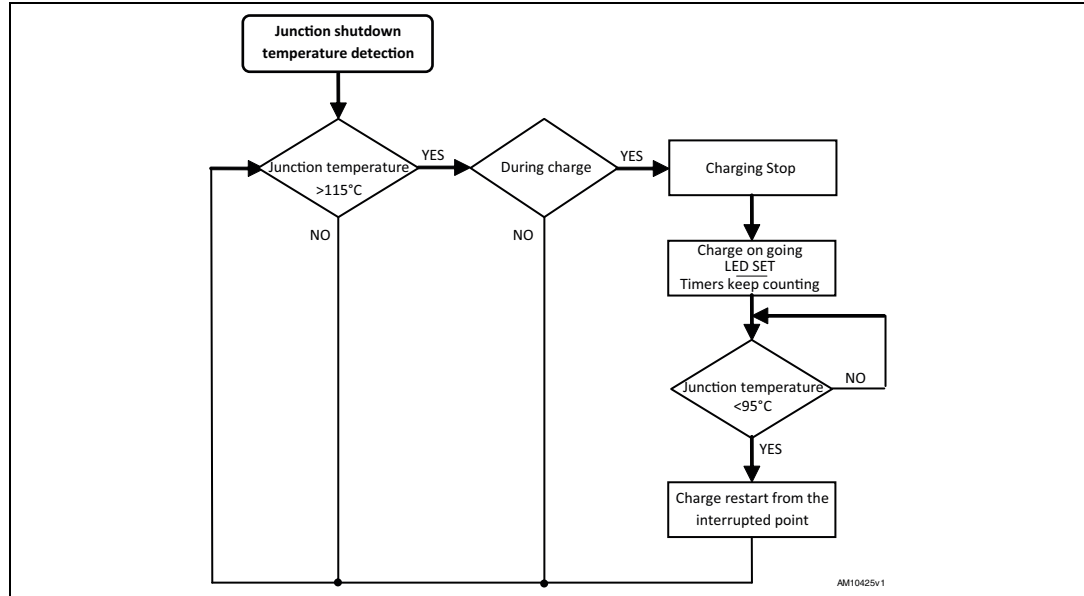 Junction shutdown
temperature detection
Junction temperature
>115°C
YES
NO
During charge
YES
NO
Charging Stop
Charge on going
LED SET
Timers keep counting
Junction temperature
<95°C
NO
YES
Charge restart from the
interrupted point
AM10425v1